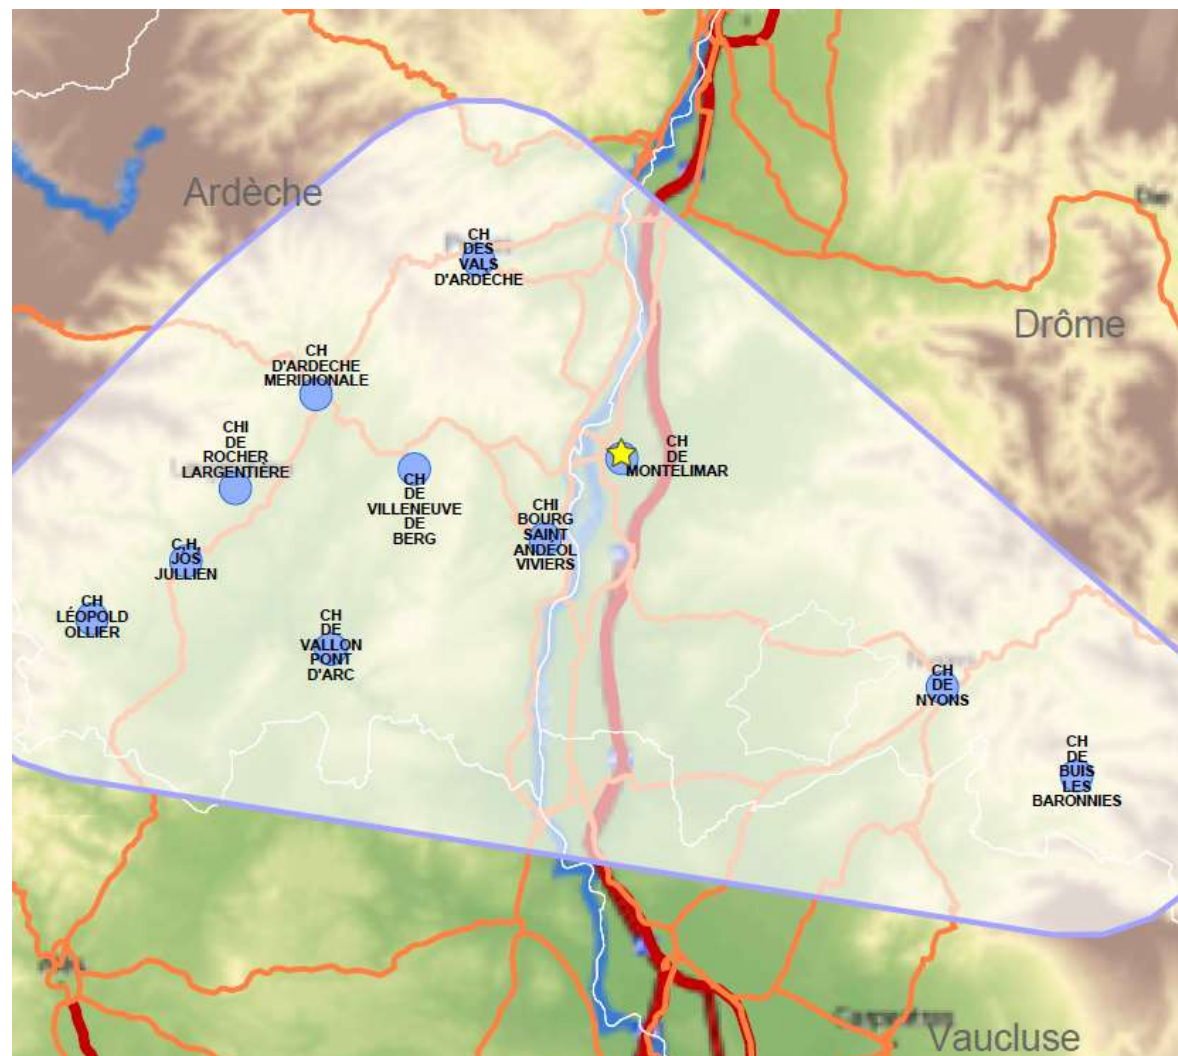 Ardèche
CH
DES
VALS
D'ARDÈCHE
Drôme
CH
D'ARDECHE
MERIDIONALE
CHI
DE
ROCHER
LARGENTIÈRE
CH
DE
MONTELIMAR
CH
DE
VILLENEUVE
DE
BERG
CHI
BOURG
SAINT
ANDEOL
VIVIERS
C.H.
JOS
JULLIEN
CH
LÉOPOLD
OLLIER
CH
DE
VALLON
PONT
D'ARC
CH
DE
NYONS
CH
DE
BUIS
LES
BARONNIES
Vaucluse